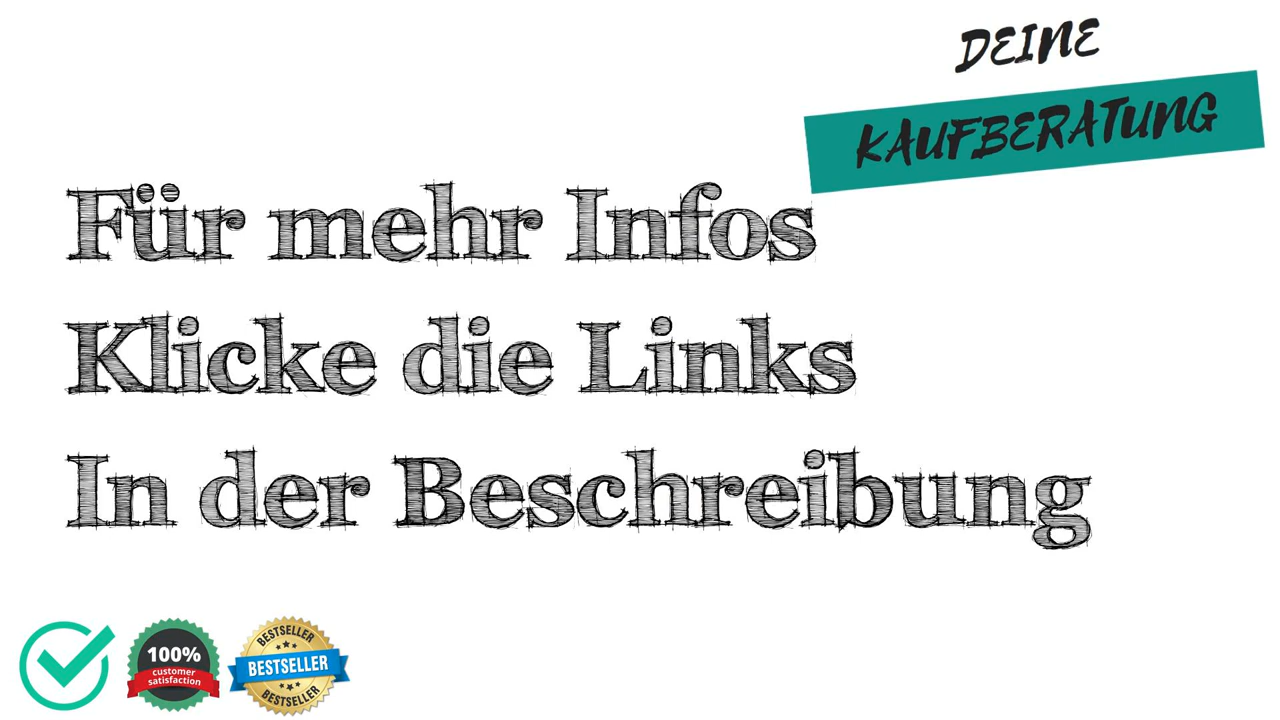 DEINE
KAUFBERATUNG
Für mehr Infos
Klicke die Links
In der Beschreibung
100%
customer
satisfaction
BESTSELLER
BESTSELLER
BESTSELLER